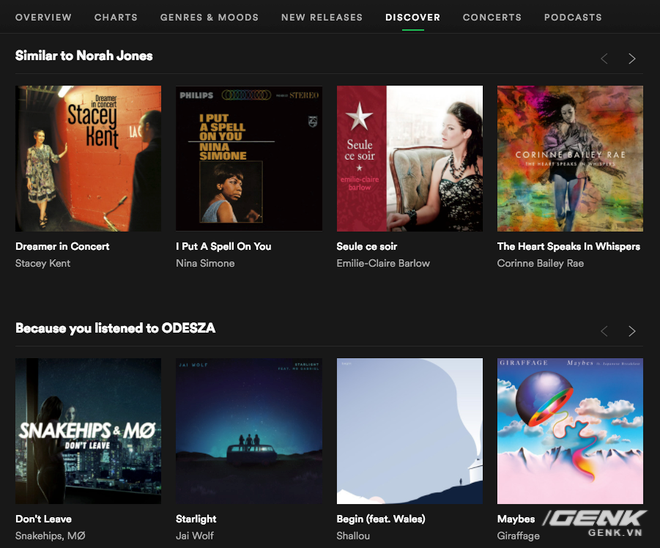 OVERVIEW CHARTS GENRES & MOODS NEW RELEASES DISCOVER CONCERTS PODCASTS
Similar to Norah Jones
Dreamer
in concert
Stacey
Kent
PHILIPS STEREO
I PUT
A SPELL
ON YOU
NINA
SIMONE
Seule
ce soir
emilie-claire
barlow
CORINNE BAILEY RAE
THE HEART SPEAKS IN WHISPERS
Dreamer in Concert
Stacey Kent
I Put A Spell On You
Nina Simone
Seule ce soir
Emilie-Claire Barlow
The Heart Speaks In Whispers
Corinne Bailey Rae
Because you listened to ODESZA
SNAKEHIPS & MØ
DON'T LEAVE
JAI WOLF
STARLIGHT
GIRAFFAGE Maybes
Don't Leave
Snakehips, MØ
Starlight
Jai Wolf
Begin (feat. Wales)
Shallou
Maybes
Giraffage
GENK
GENK.VN